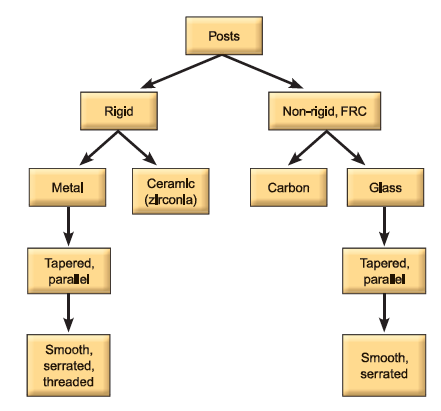 Posts
Rigid
Non-rigid, FRC
Metal
Ceramic
(zirconia)
Carbon
Glass
Tapered,
parallel
Tapered,
parallel
Smooth,
serrated,
threaded
Smooth,
serrated